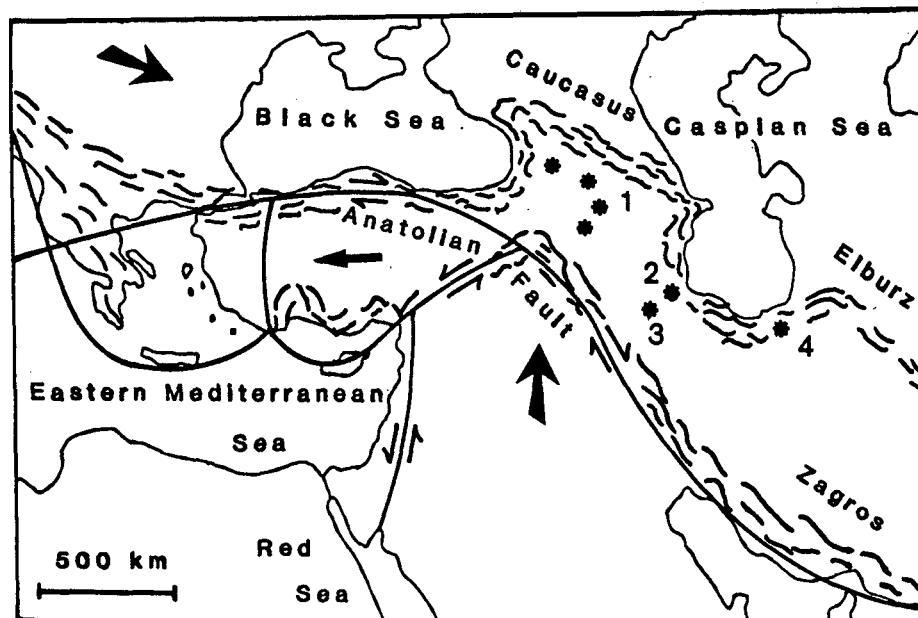 Caucasus
Black Sea
Caspian Sea
1
Anatolian
Fault
2
3
4
Elburz
Eastern Mediterranean
Sea
Zagros
500 km
Red
Sea